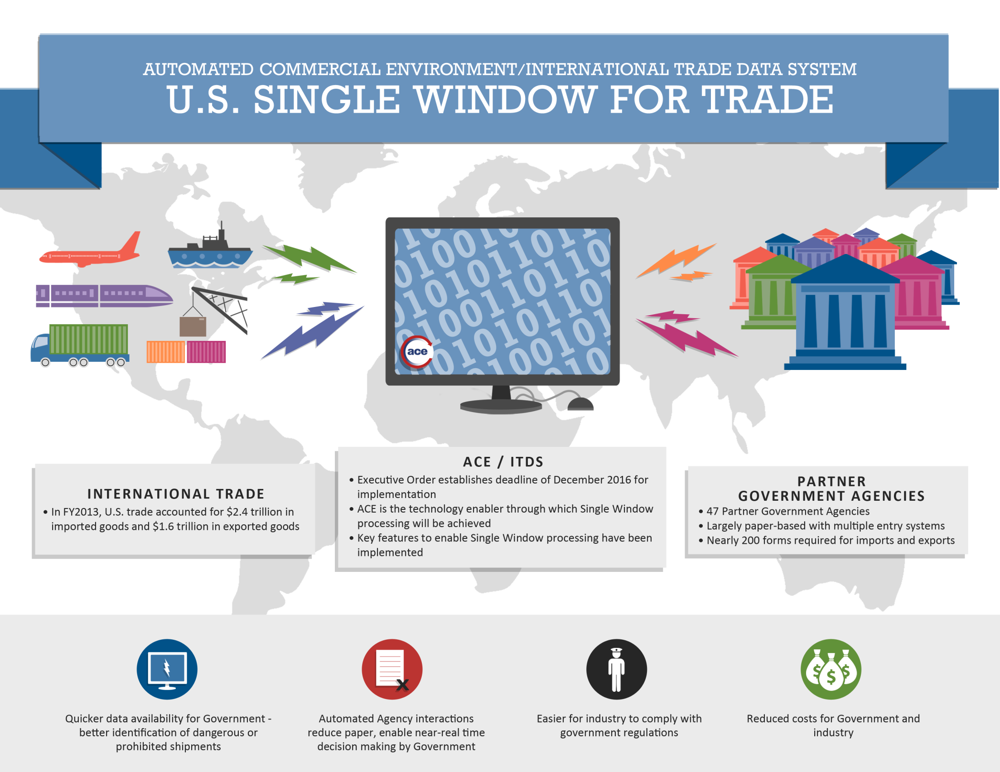 AUTOMATED COMMERCIAL ENVIRONMENT/INTERNATIONAL TRADE DATA SYSTEM
U.S. SINGLE WINDOW FOR TRADE
ace
INTERNATIONAL TRADE
• In FY2013, U.S. trade accounted for $2.4 trillion in
imported goods and $1.6 trillion in exported goods
ACE / ITDS
• Executive Order establishes deadline of December 2016 for
implementation
• ACE is the technology enabler through which Single Window
processing will be achieved
• Key features to enable Single Window processing have been
implemented
PARTNER
GOVERNMENT AGENCIES
• 47 Partner Government Agencies
• Largely paper-based with multiple entry systems
• Nearly 200 forms required for imports and exports
Quicker data availability for Government -
better identification of dangerous or
prohibited shipments
Automated Agency interactions
reduce paper, enable near-real time
decision making by Government
Easier for industry to comply with
government regulations
Reduced costs for Government and
industry